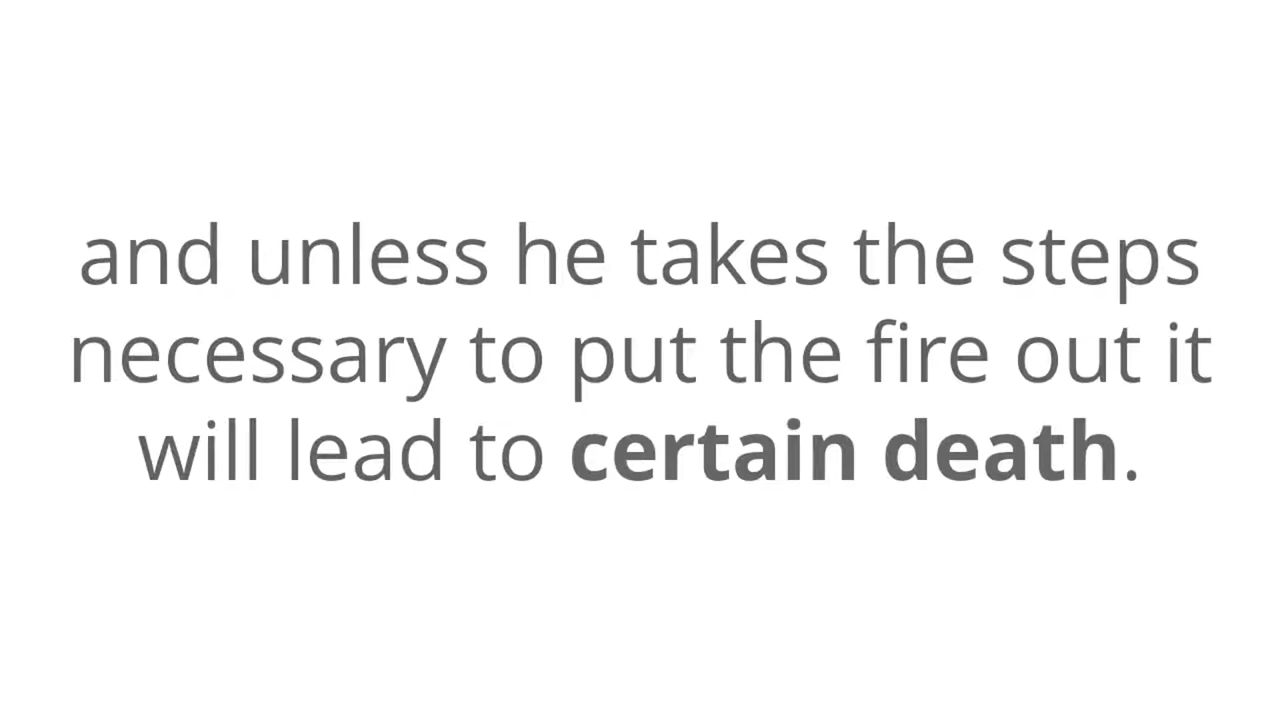 and unless he takes the steps
necessary to put the fire out it
will lead to certain death.